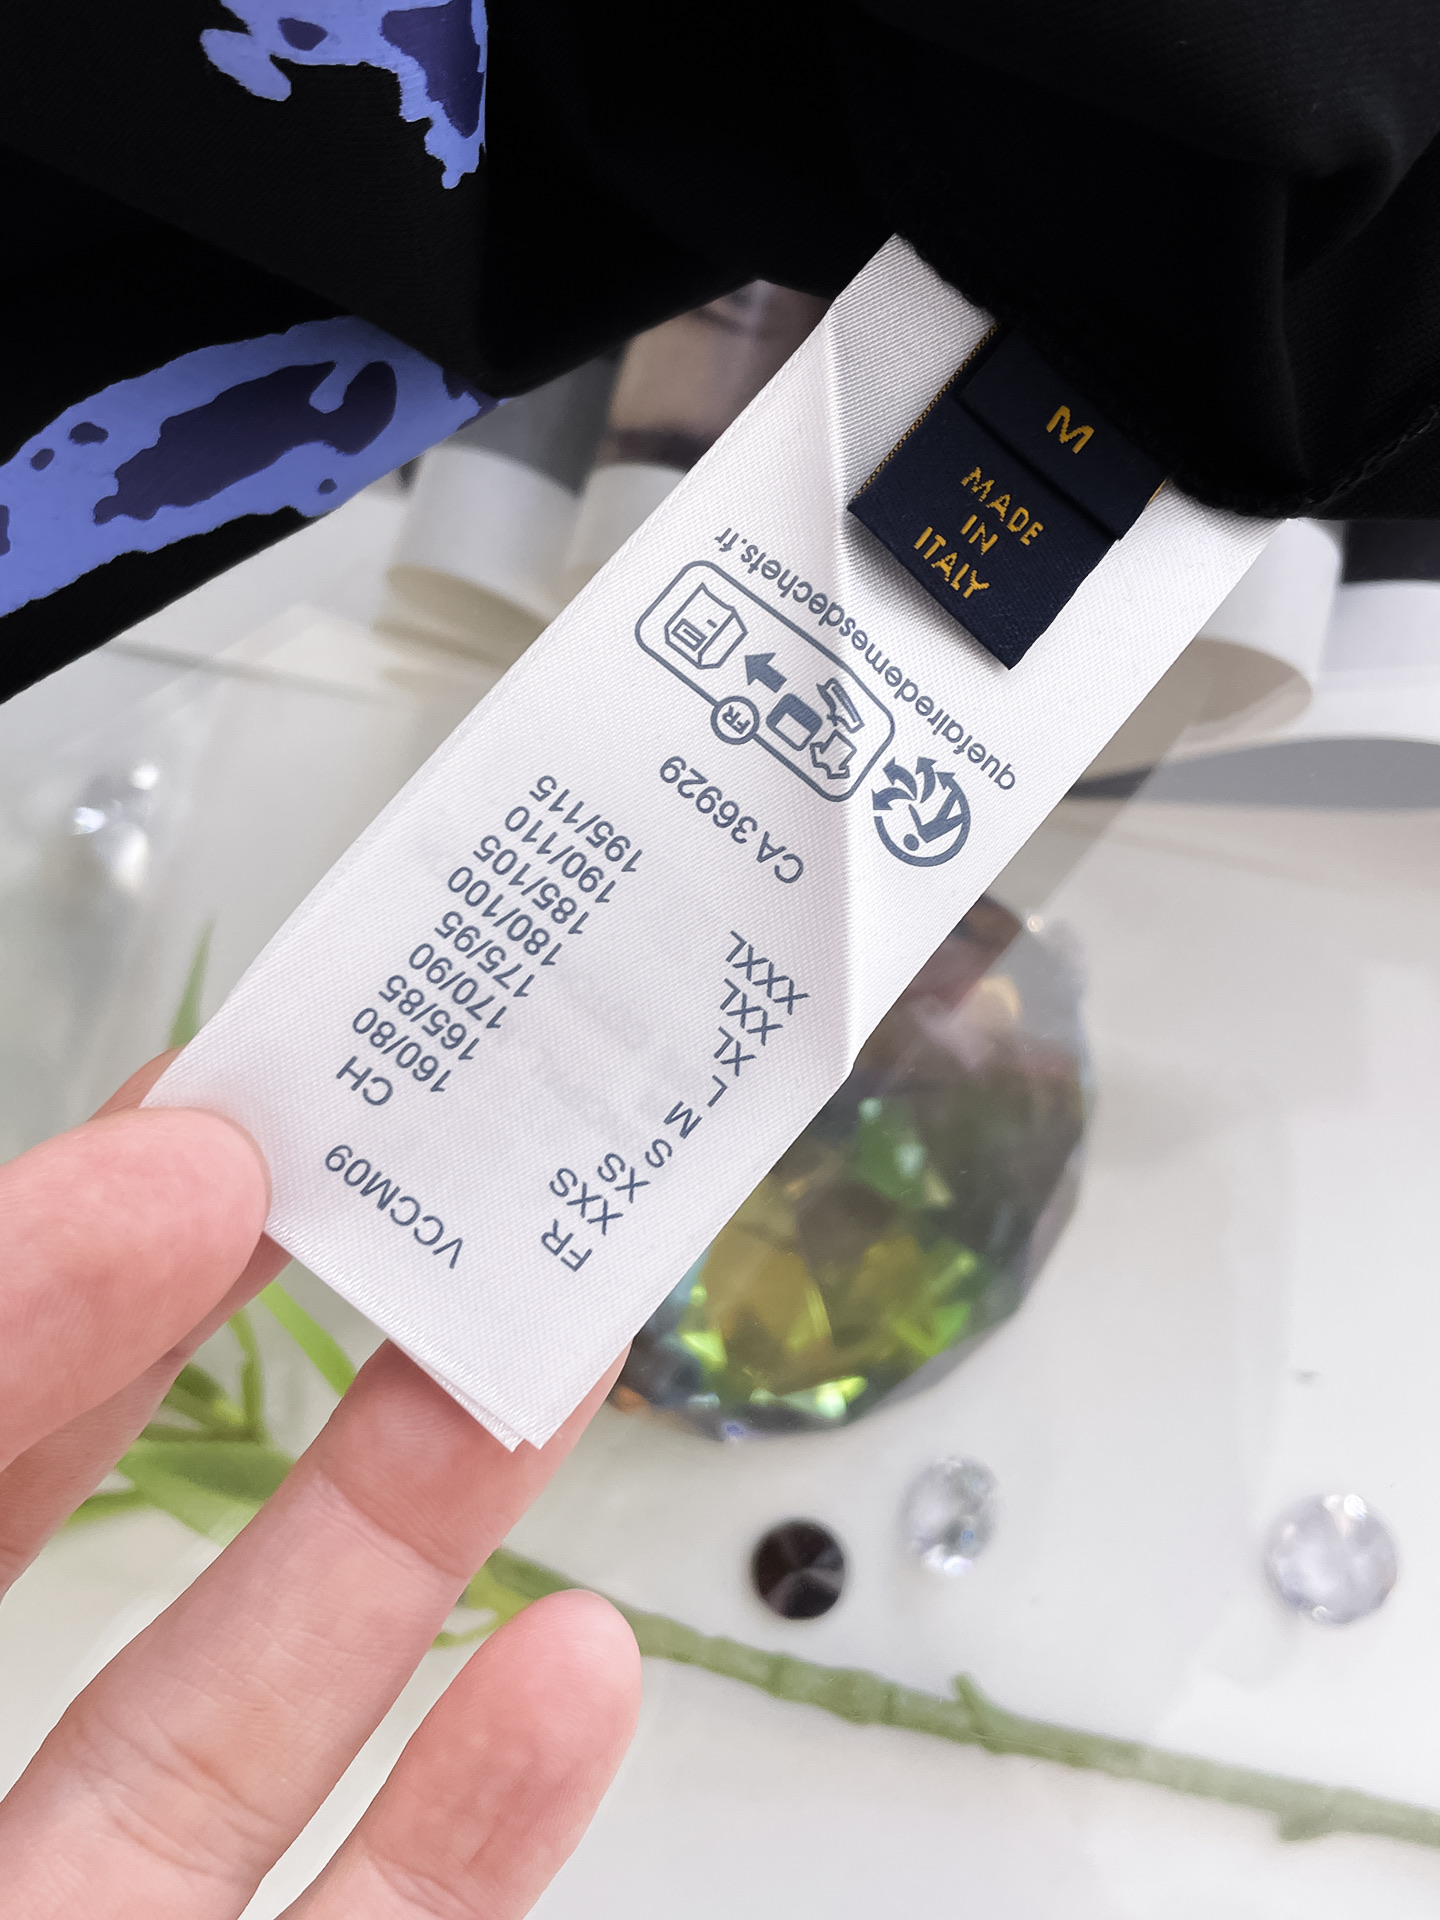 M
MADE
IN
ITALY
VCCM09
FR CH
XXS 160/80
XS 165/85
S 170/90
M 175/95
L 180/100
XL 185/105
XXL 190/110
XXXL 195/115
CA 36929
FR
quefairedemesdechets.fr